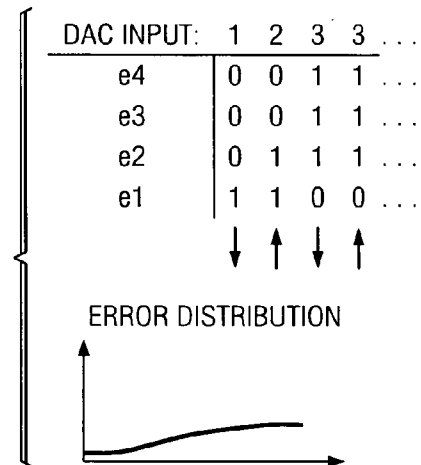 DAC INPUT: 1 2 3 3 ...
e4 0 0 1 1 ...
e3 0 0 1 1 ...
e2 0 1 1 1 ...
e1 1 1 0 0 ...
ERROR DISTRIBUTION